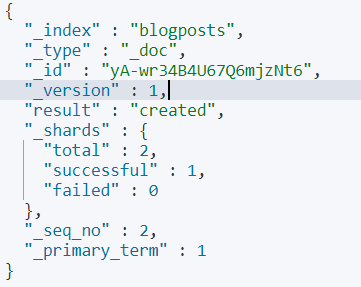 {
  "_index" : "blogposts",
  "_type" : "_doc",
  "_id" : "yA-wr34B4U67Q6mjzNt6",
  "_version" : 1,
  "result" : "created",
  "_shards" : {
    "total" : 2,
    "successful" : 1,
    "failed" : 0
  },
  "_seq_no" : 2,
  "_primary_term" : 1
}